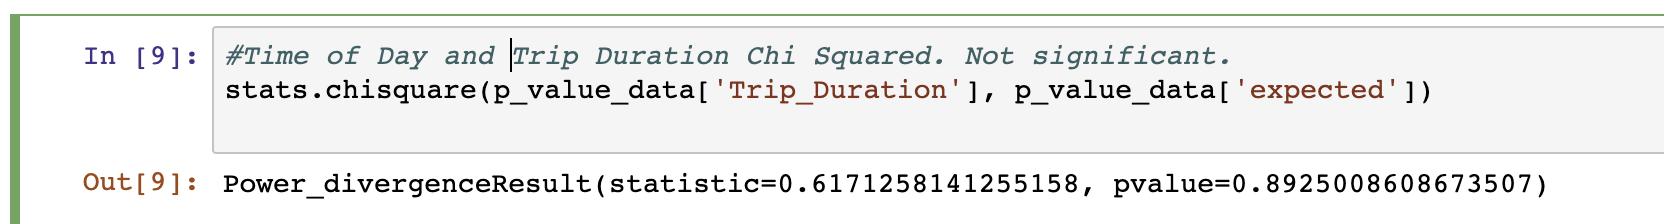 In [9]: #Time of Day and Trip Duration Chi Squared. Not significant.
stats.chisquare(p_value_data['Trip_Duration'], p_value_data['expected'])
Out[9]: Power_divergenceResult(statistic=0.6171258141255158, pvalue=0.8925008608673507)